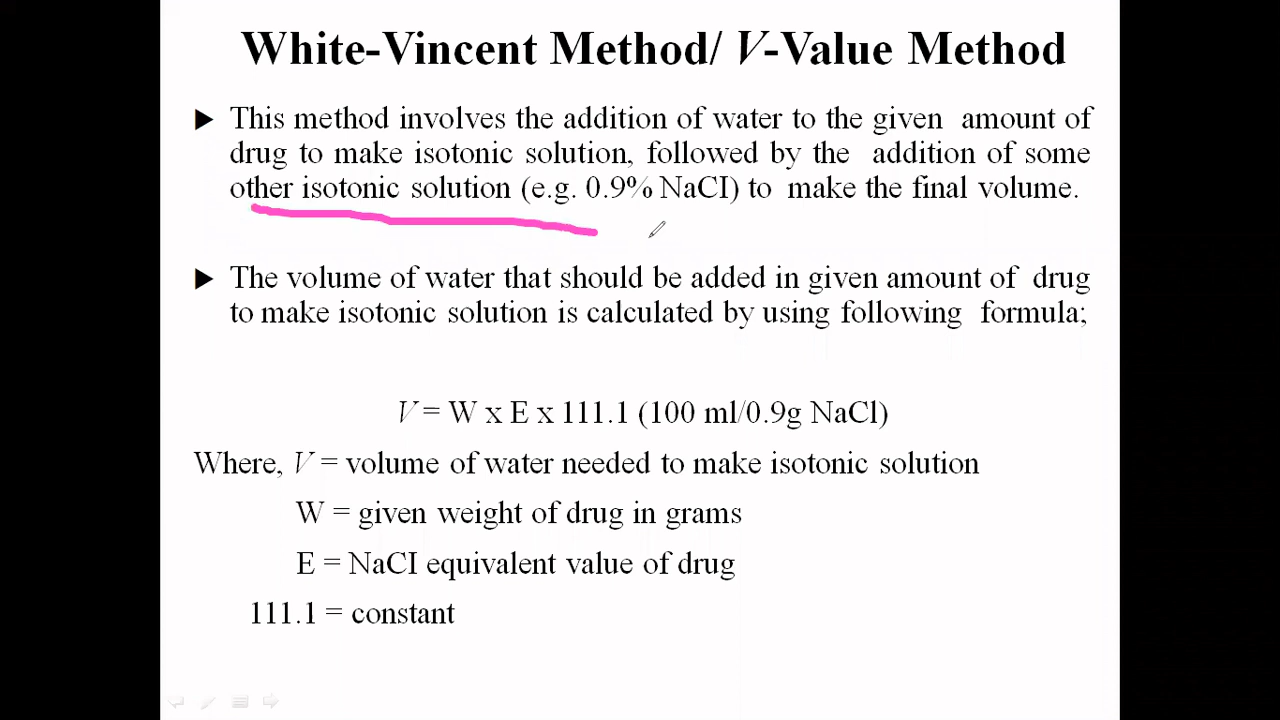 White-Vincent Method/ V-Value Method
This method involves the addition of water to the given amount of
drug to make isotonic solution, followed by the addition of some
other isotonic solution (e.g. 0.9% NaCI) to make the final volume.
The volume of water that should be added in given amount of drug
to make isotonic solution is calculated by using following formula;
V = W x E x 111.1 (100 ml/0.9g NaCl)
Where, V = volume of water needed to make isotonic solution
W = given weight of drug in grams
E = NaCI equivalent value of drug
111.1 = constant